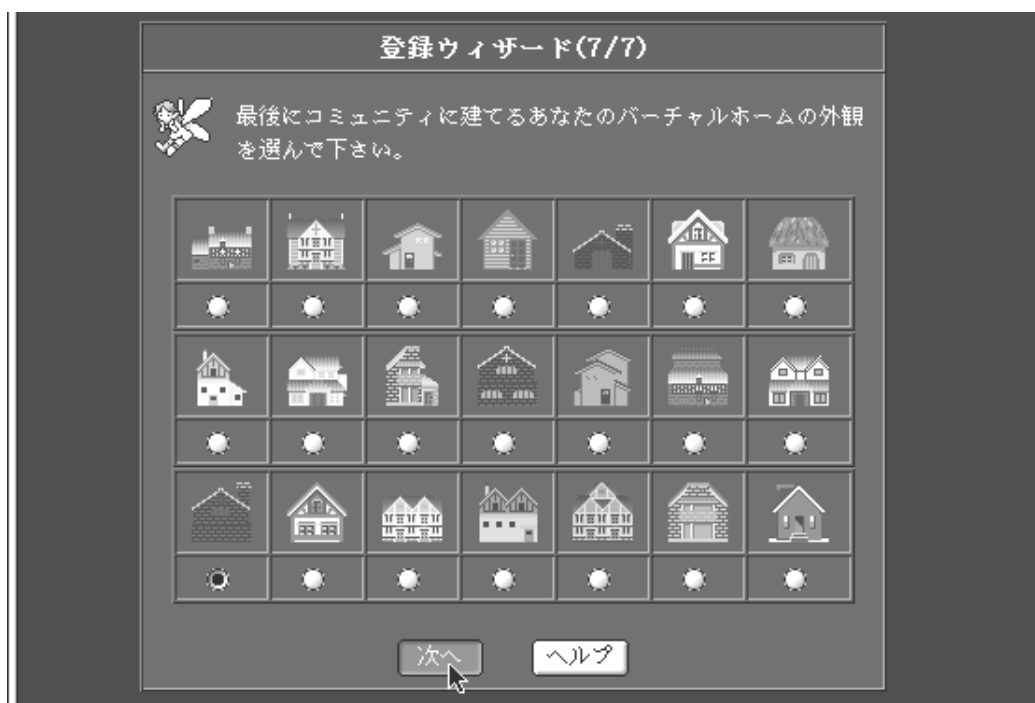 登録ウィザード(7/7)
最後にコミュニティに建てるあなたのバーチャルホームの外観
を選んで下さい。
次へ
ヘルプ